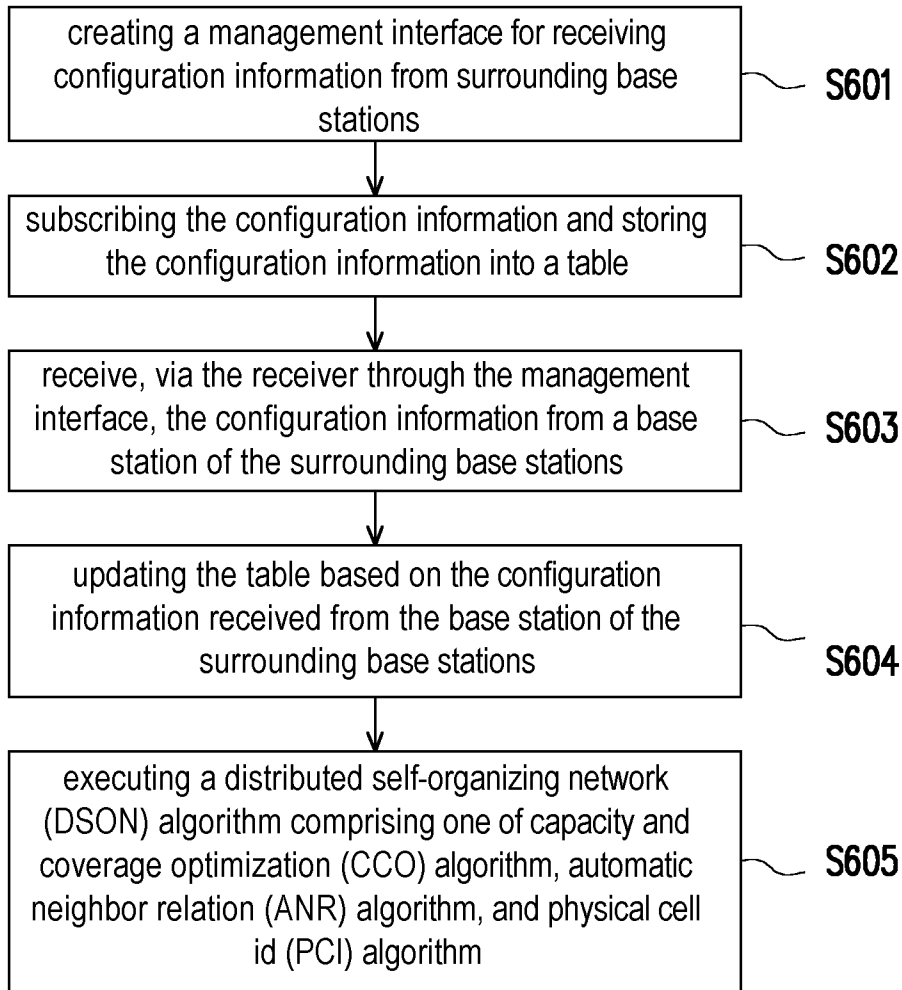 creating a management interface for receiving
configuration information from surrounding base
stations
S601
subscribing the configuration information and storing
the configuration information into a table
S602
receive, via the receiver through the management
interface, the configuration information from a base
station of the surrounding base stations
S603
updating the table based on the configuration
information received from the base station of the
surrounding base stations
S604
executing a distributed self-organizing network
(DSON) algorithm comprising one of capacity and
coverage optimization (CCO) algorithm, automatic
neighbor relation (ANR) algorithm, and physical cell
id (PCI) algorithm
S605